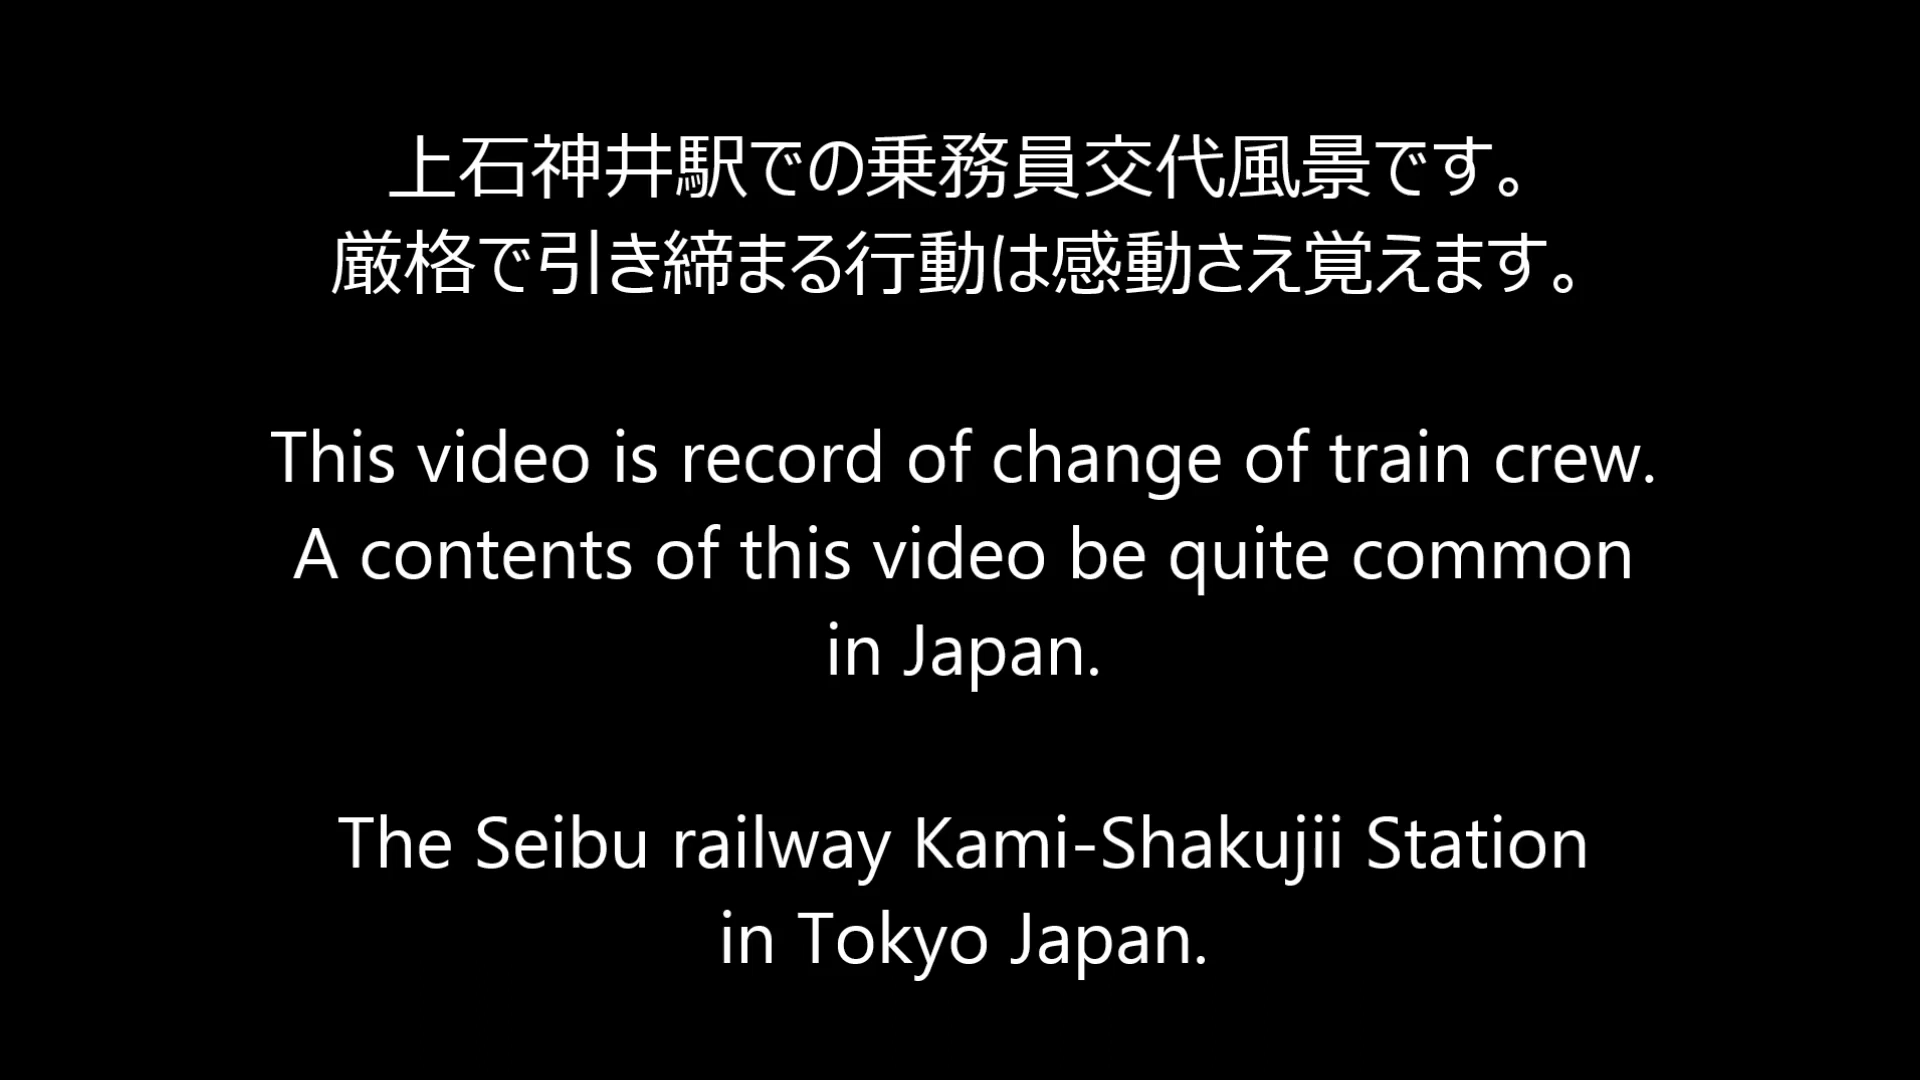 上石神井駅での乗務員交代風景です。
厳格で引き締まる行動は感動さえ覚えます。
This video is record of change of train crew.
A contents of this video be quite common
in Japan.
The Seibu railway Kami-Shakujii Station
in Tokyo Japan.